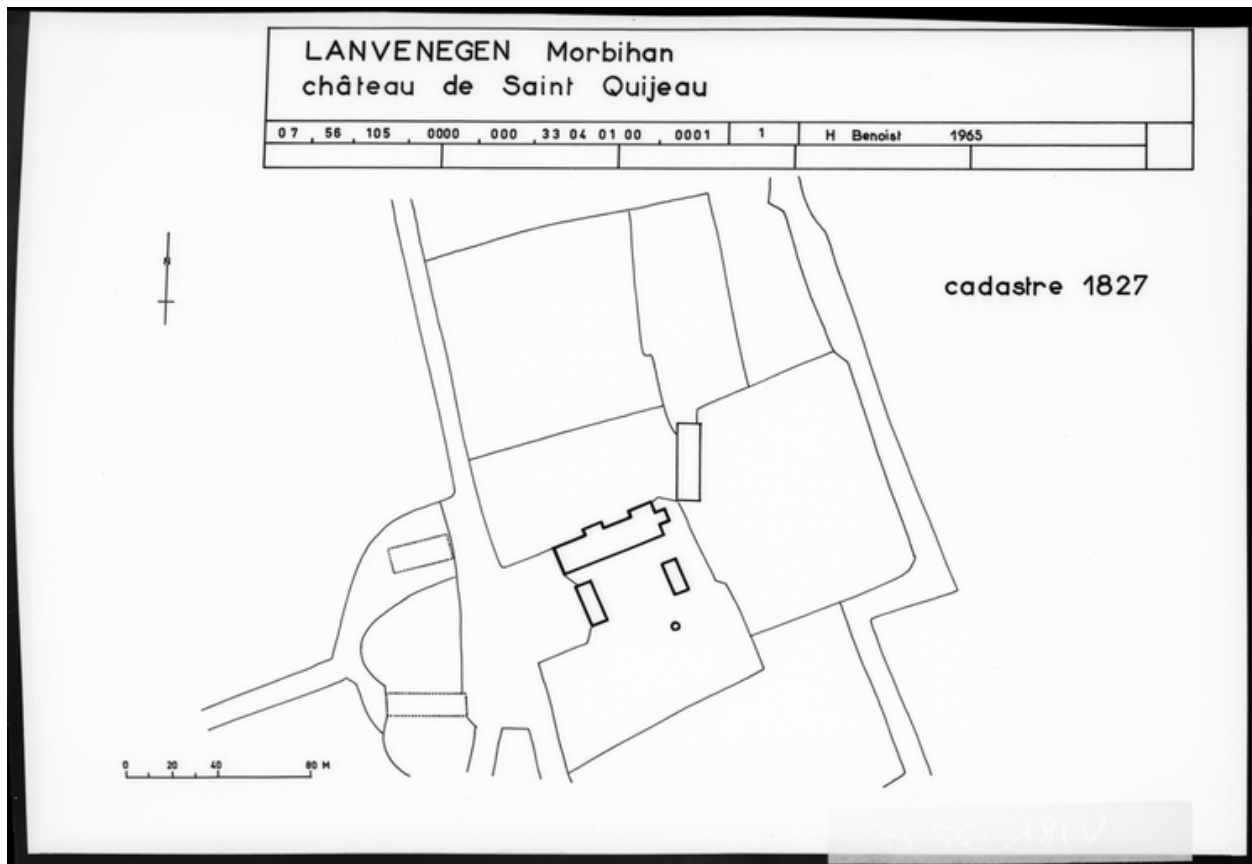 LANVENEGEN Morbihan
château de Saint Quijeau
07 56 105 0000 000 33 04 01 00 0001 1 H Benoist 1965
N
cadastre 1827
0 20 40 80 M